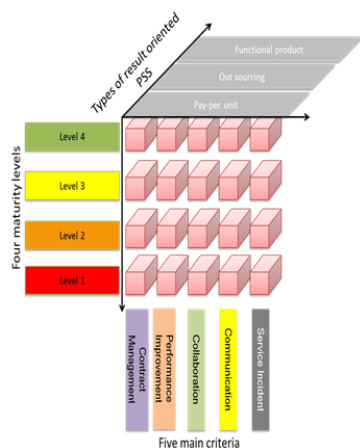 Types of result oriented
PSS
Functional product
Out sourcing
Pay-per unit
Four maturity levels
Level 4
Level 3
Level 2
Level 1
Contract
Management
Performance
Improvement
Collaboration
Communication
Service Incident
Five main criteria